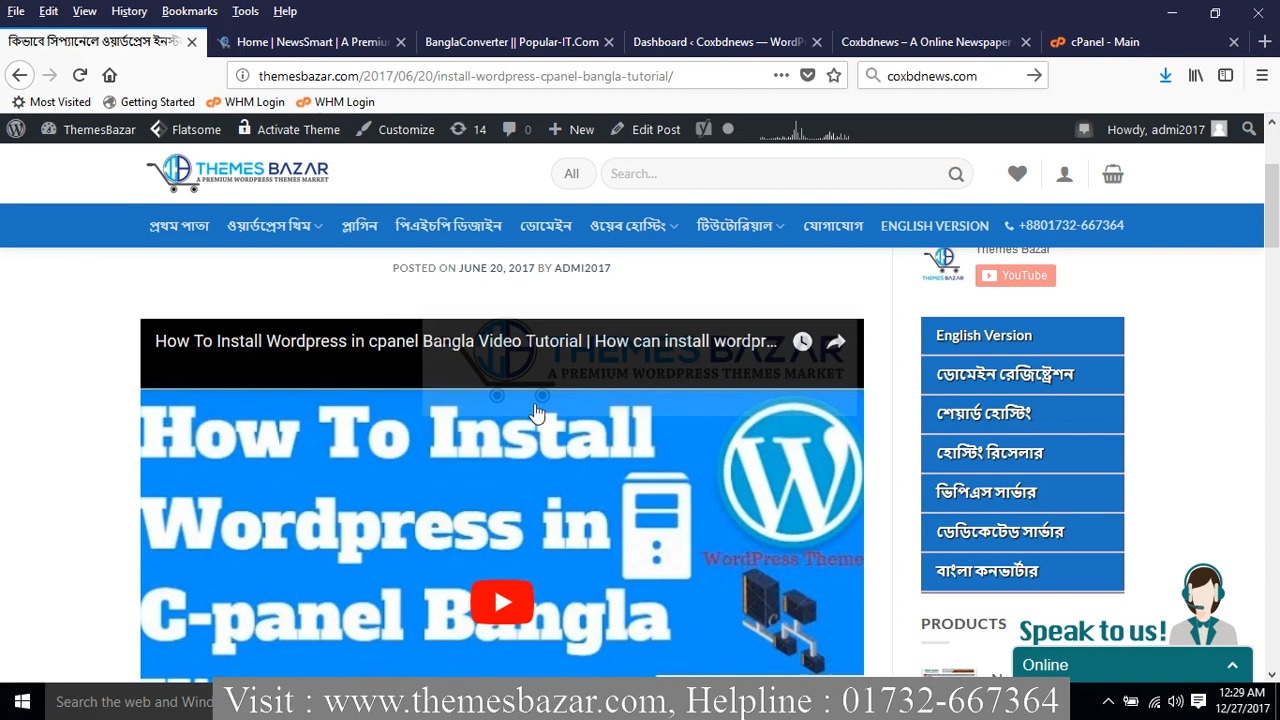 File Edit View History Bookmarks Tools Help
কিভাবে সিপ্যানেলে ওয়ার্ডপ্রেস ইনস্ট
Home | NewsSmart | A Premiu
BanglaConverter || Popular-IT.Com
Dashboard ‹ Coxbdnews — WordP
Coxbdnews – A Online Newspaper
cPanel - Main
themesbazar.com/2017/06/20/install-wordpress-cpanel-bangla-tutorial/
coxbdnews.com
Most Visited Getting Started WHM Login WHM Login
ThemesBazar Flatsome Activate Theme Customize 14 0 New Edit Post Howdy, admi2017
THEMES BAZAR
A PREMIUM WORDPRESS THEMES MARKET
All Search...
প্রথম পাতা ওয়ার্ডপ্রেস থিম প্লাগিন পিএইচপি ডিজাইন ডোমেইন ওয়েব হোস্টিং টিউটোরিয়াল যোগাযোগ ENGLISH VERSION +8801732-667364
POSTED ON JUNE 20, 2017 BY ADMI2017
Themes Bazar
YouTube
How To Install Wordpress in cpanel Bangla Video Tutorial | How can install wordpr...
A PREMIUM WORDPRESS THEMES MARKET
How To Install
Wordpress in
C-panel Bangla
WordPress Theme
English Version
ডোমেইন রেজিষ্ট্রেশন
শেয়ার্ড হোস্টিং
হোস্টিং রিসেলার
ভিপিএস সার্ভার
ডেডিকেটেড সার্ভার
বাংলা কনভার্টার
PRODUCTS
Speak to us!
Online
Search the web and Wind
Visit : www.themesbazar.com, Helpline : 01732-667364
12:29 AM
12/27/2017